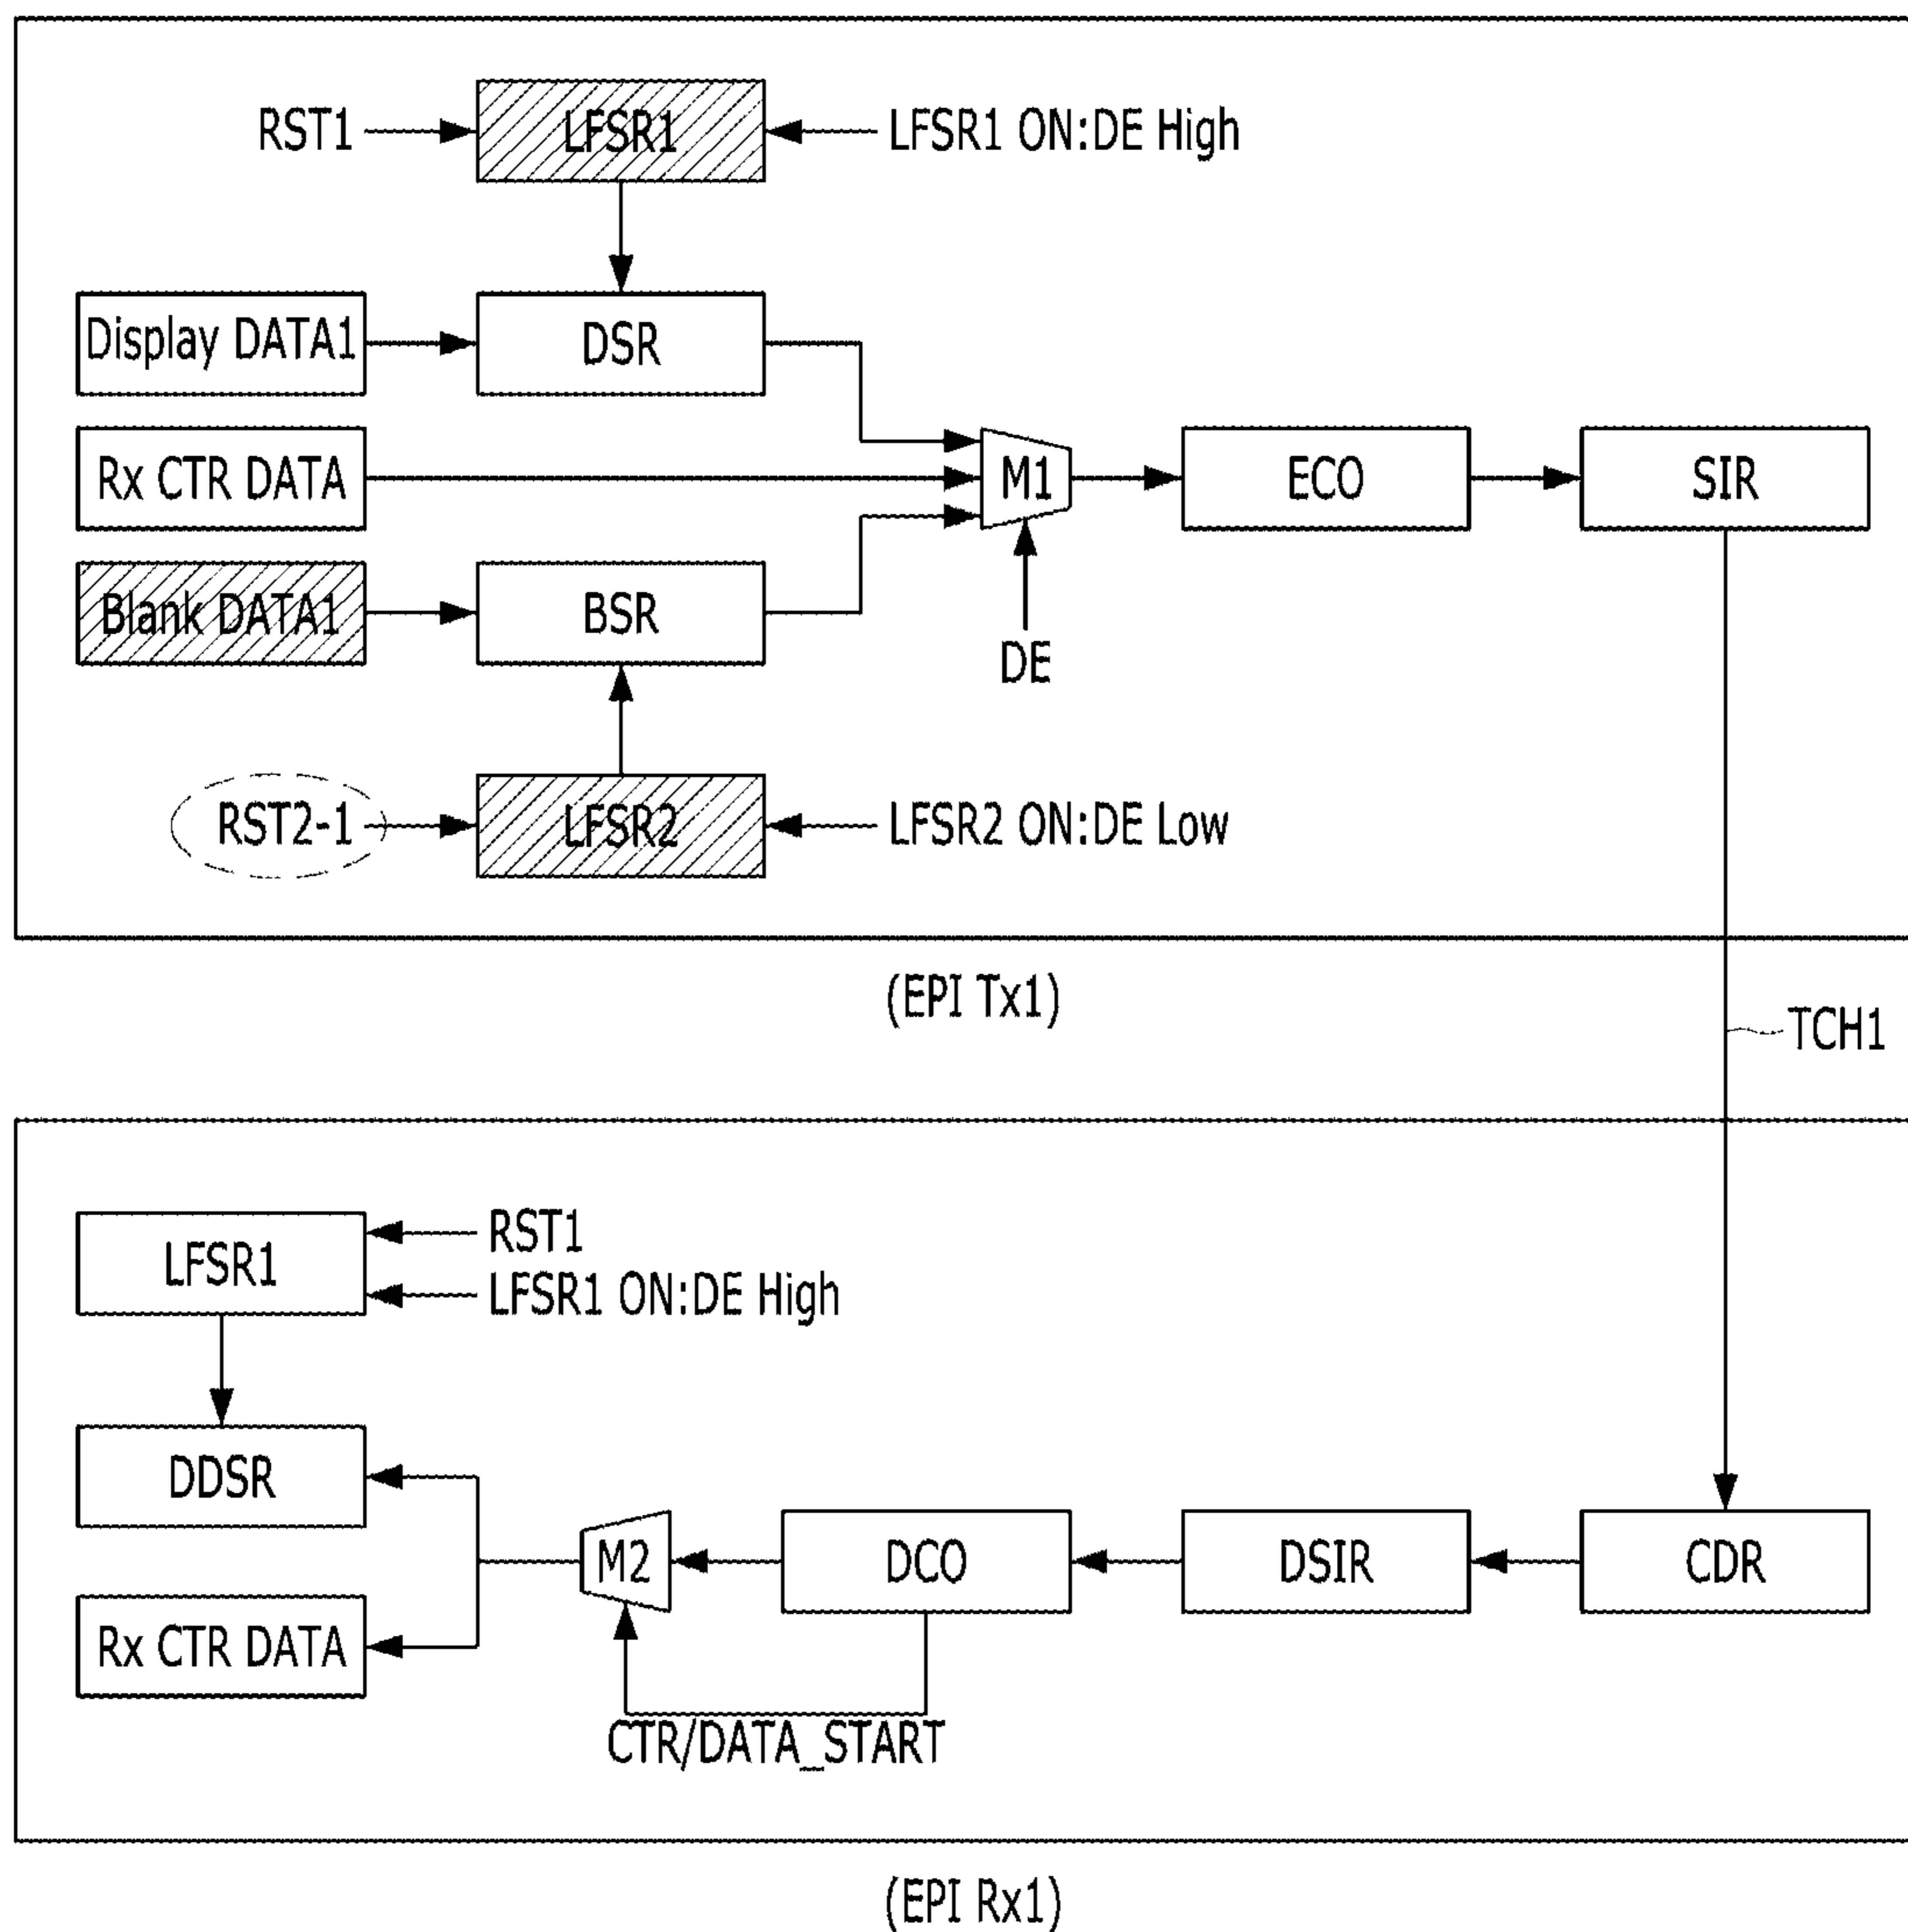 RST1
LFSR1
LFSR1 ON:DE High
Display DATA1
DSR
Rx CTR DATA
M1
ECO
SIR
Blank DATA1
BSR
DE
RST2-1
LFSR2
LFSR2 ON:DE Low
(EPI Tx1)
TCH1
LFSR1
RST1
LFSR1 ON:DE High
DDSR
M2
DCO
DSIR
CDR
Rx CTR DATA
CTR/DATA_START
(EPI Rx1)